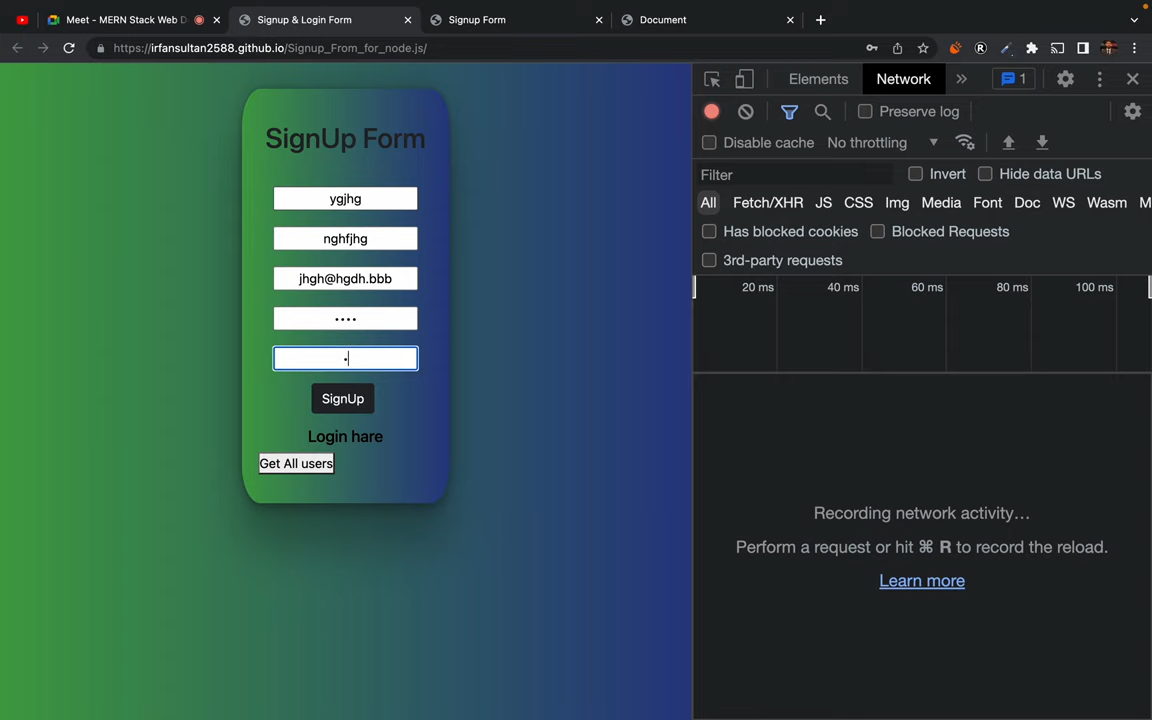 Meet - MERN Stack Web D
Signup & Login Form
Signup Form
Document
https://irfansultan2588.github.io/Signup_From_for_node.js/
Elements
Network
1
Preserve log
Disable cache
No throttling
Filter
Invert
Hide data URLs
All
Fetch/XHR
JS
CSS
Img
Media
Font
Doc
WS
Wasm
M
Has blocked cookies
Blocked Requests
3rd-party requests
20 ms
40 ms
60 ms
80 ms
100 ms
SignUp Form
ygjhg
nghfjhg
jhgh@hgdh.bbb
••••
•
SignUp
Login hare
Get All users
Recording network activity…
Perform a request or hit ⌘ R to record the reload.
Learn more